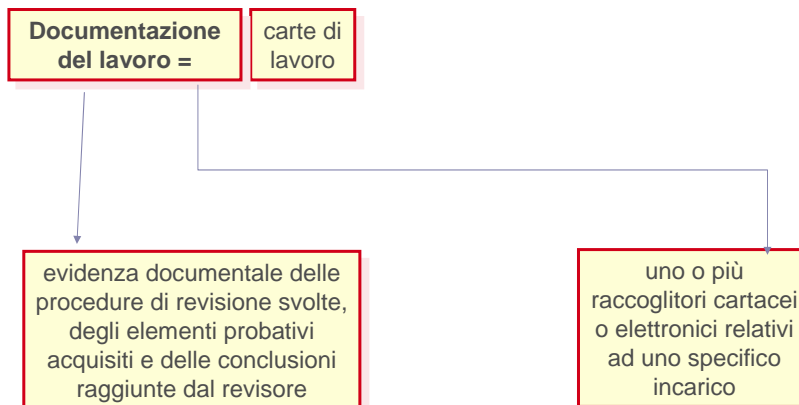 Documentazione
del lavoro =
carte di
lavoro
evidenza documentale delle
procedure di revisione svolte,
degli elementi probativi
acquisiti e delle conclusioni
raggiunte dal revisore
uno o più
raccoglitori cartacei
o elettronici relativi
ad uno specifico
incarico